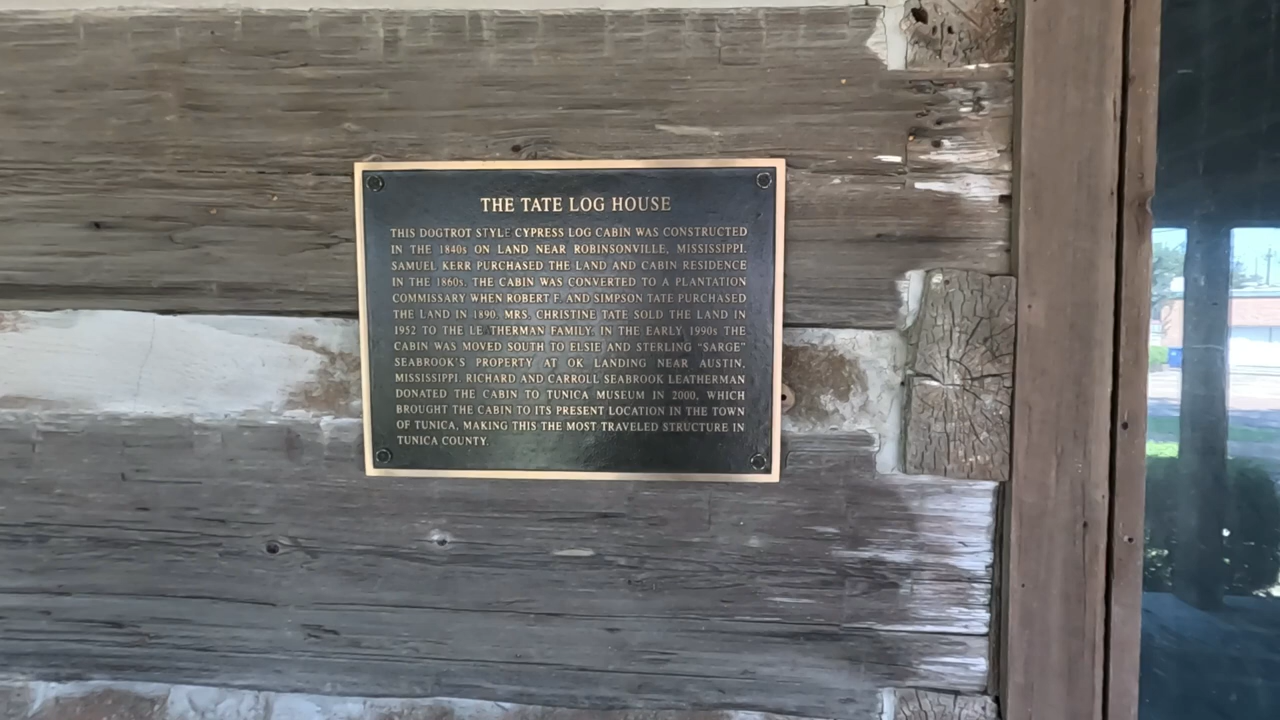 THE TATE LOG HOUSE
THIS DOGTROT STYLE CYPRESS LOG CABIN WAS CONSTRUCTED
IN THE 1840s ON LAND NEAR ROBINSONVILLE, MISSISSIPPI.
SAMUEL KERR PURCHASED THE LAND AND CABIN RESIDENCE
IN THE 1860s. THE CABIN WAS CONVERTED TO A PLANTATION
COMMISSARY WHEN ROBERT F. AND SIMPSON TATE PURCHASED
THE LAND IN 1890. MRS. CHRISTINE TATE SOLD THE LAND IN
1952 TO THE LEATHERMAN FAMILY. IN THE EARLY 1990s THE
CABIN WAS MOVED SOUTH TO ELSIE AND STERLING "SARGE"
SEABROOK'S PROPERTY AT OK LANDING NEAR AUSTIN,
MISSISSIPPI. RICHARD AND CARROLL SEABROOK LEATHERMAN
DONATED THE CABIN TO TUNICA MUSEUM IN 2000, WHICH
BROUGHT THE CABIN TO ITS PRESENT LOCATION IN THE TOWN
OF TUNICA, MAKING THIS THE MOST TRAVELED STRUCTURE IN
TUNICA COUNTY.